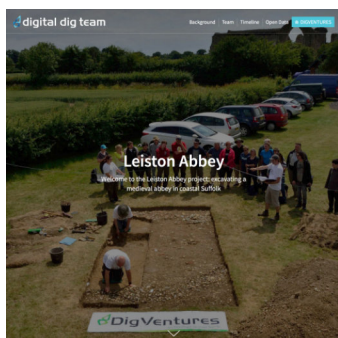 digital dig team
Background
Team
Timeline
Open Data
DIGVENTURES
Leiston Abbey
Welcome to the Leiston Abbey project: excavating a
medieval abbey in coastal Suffolk
DigVentures